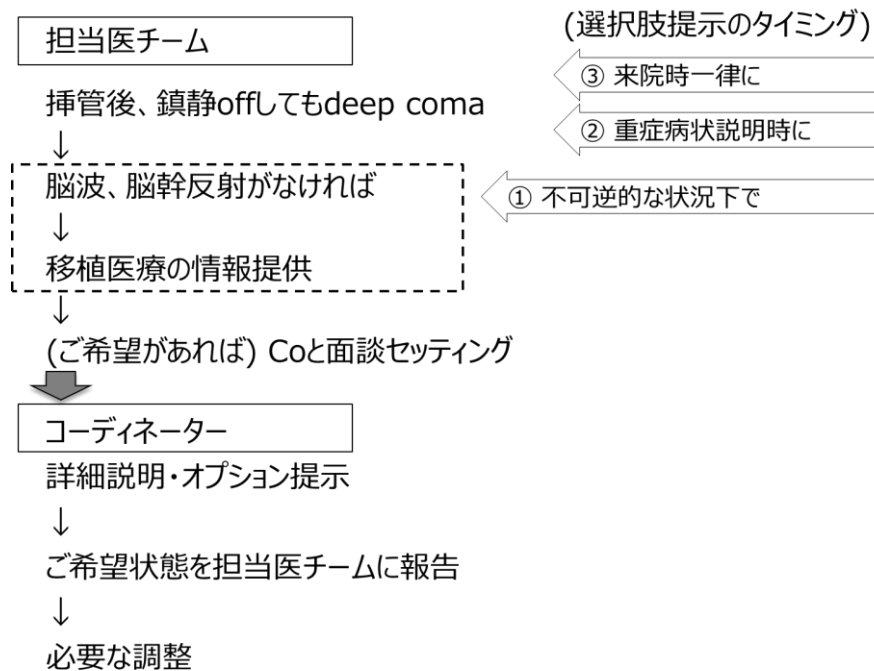 担当医チーム
(選択肢提示のタイミング)
③ 来院時一律に
挿管後、鎮静offしてもdeep coma
② 重症病状説明時に
↓
脳波、脳幹反射がなければ
① 不可逆的な状況下で
↓
移植医療の情報提供
↓
(ご希望があれば) Coと面談セッティング
コーディネーター
詳細説明・オプション提示
↓
ご希望状態を担当医チームに報告
↓
必要な調整